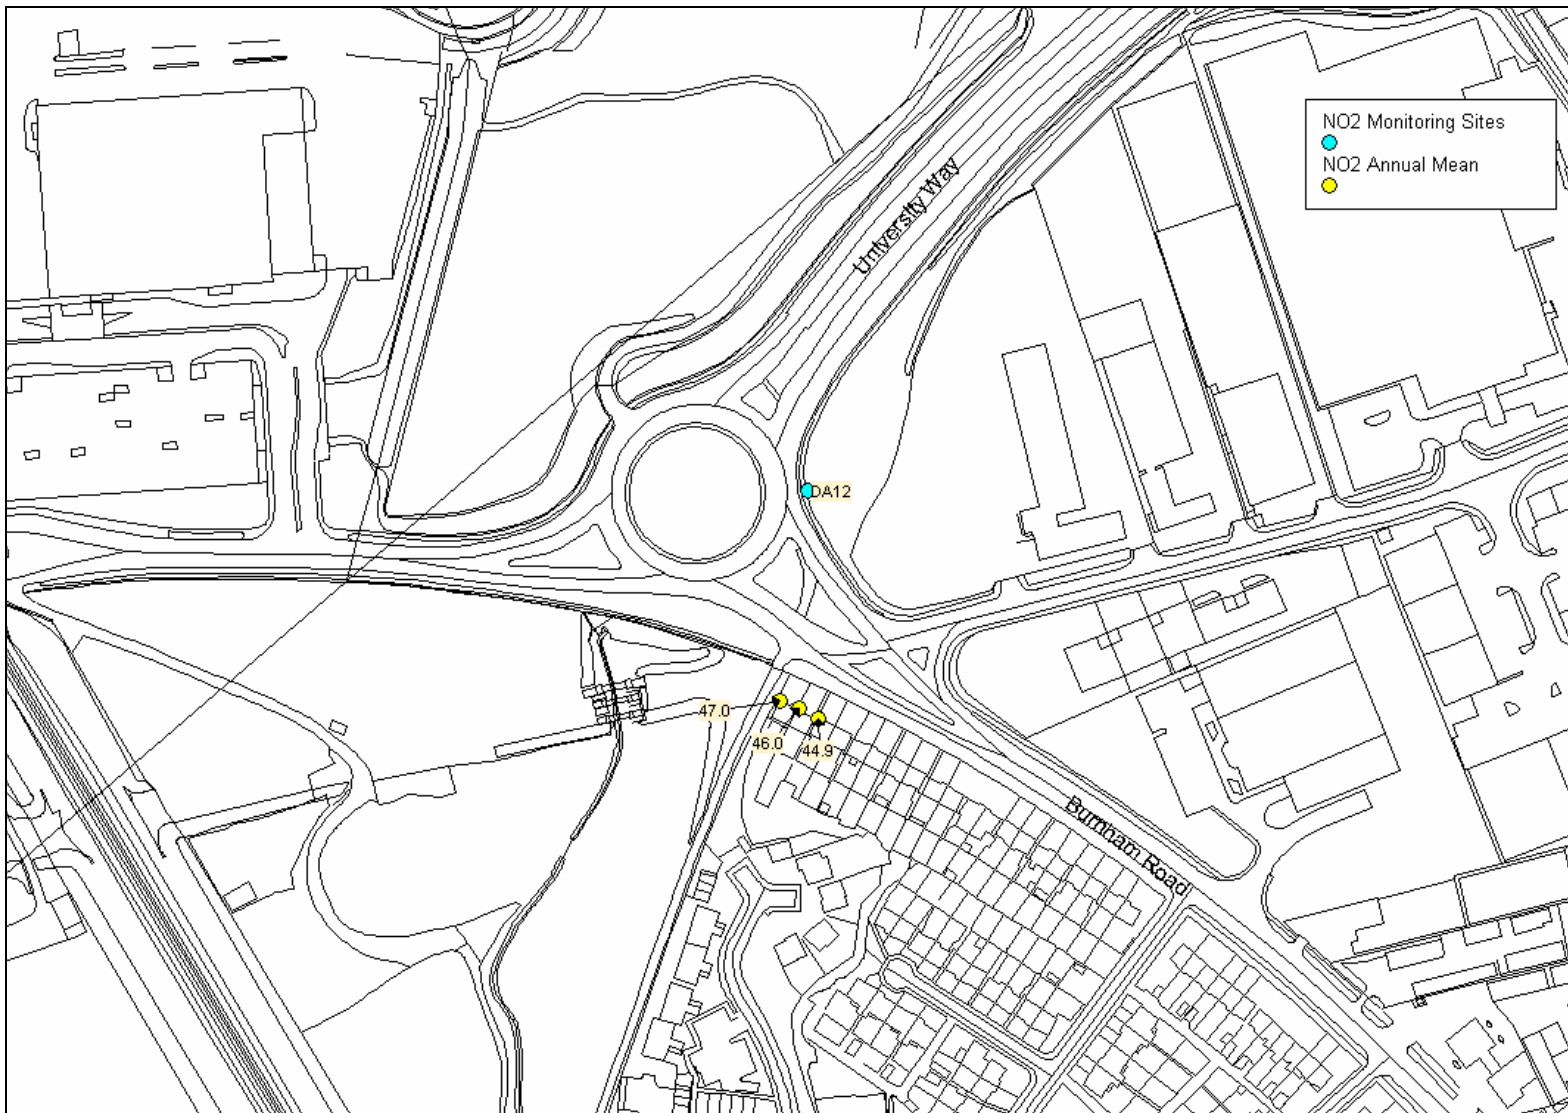 NO2 Monitoring Sites
NO2 Annual Mean
University Way
DA12
47.0
46.0
44.9
Burnham Road